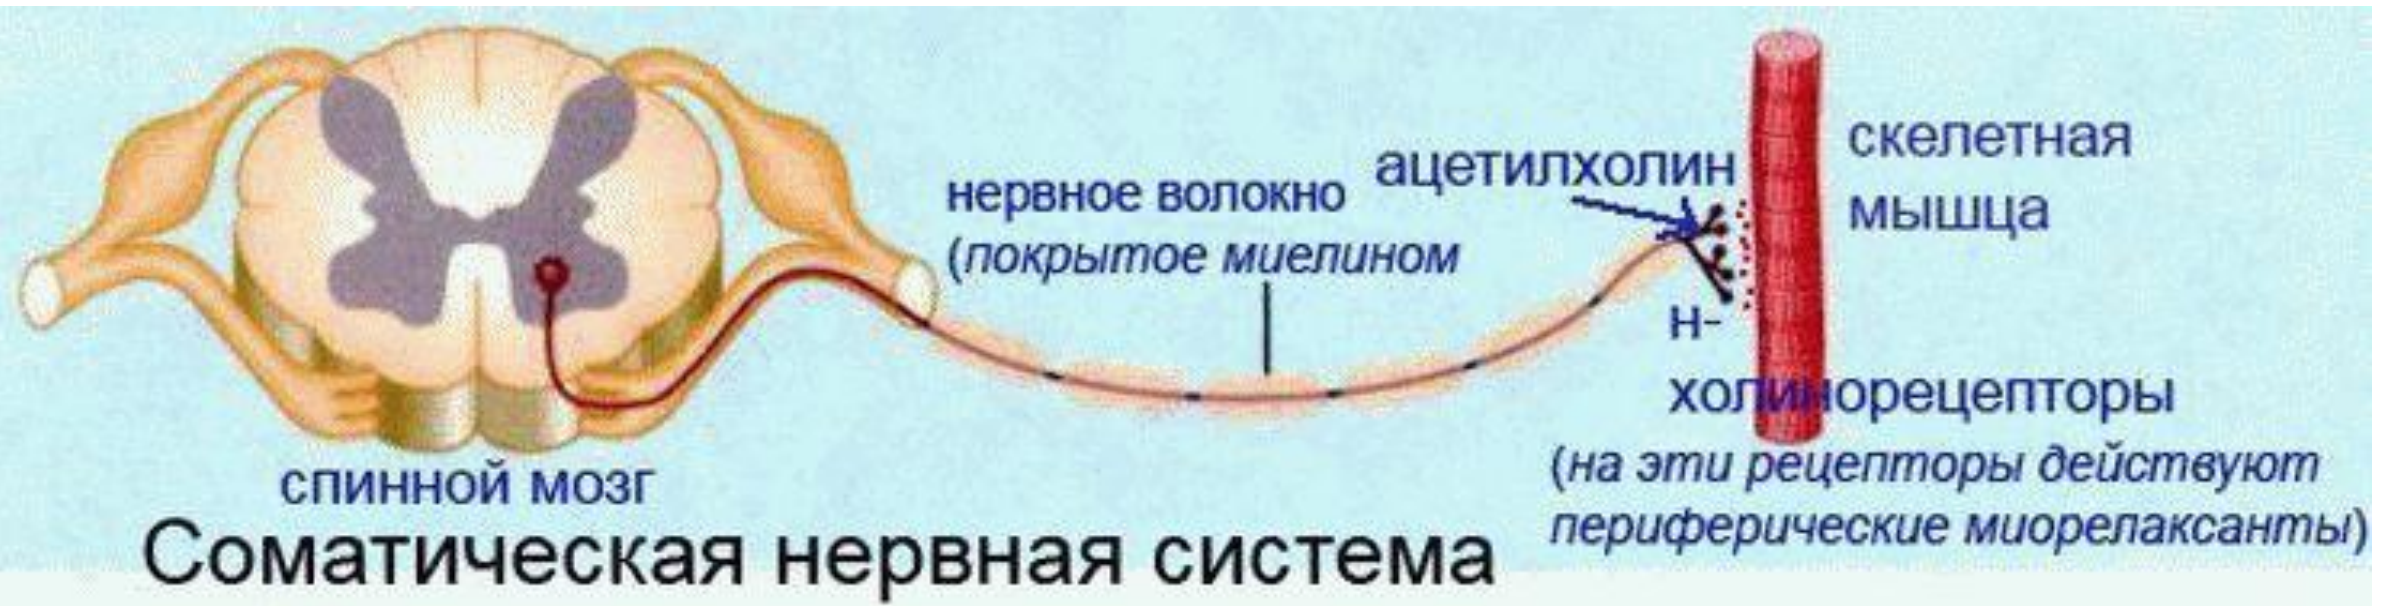 нервное волокно
(покрытое миелином
ацетилхолин
скелетная
мышца
н-
холинорецепторы
(на эти рецепторы действуют
периферические миорелаксанты)
спинной мозг
Соматическая нервная система